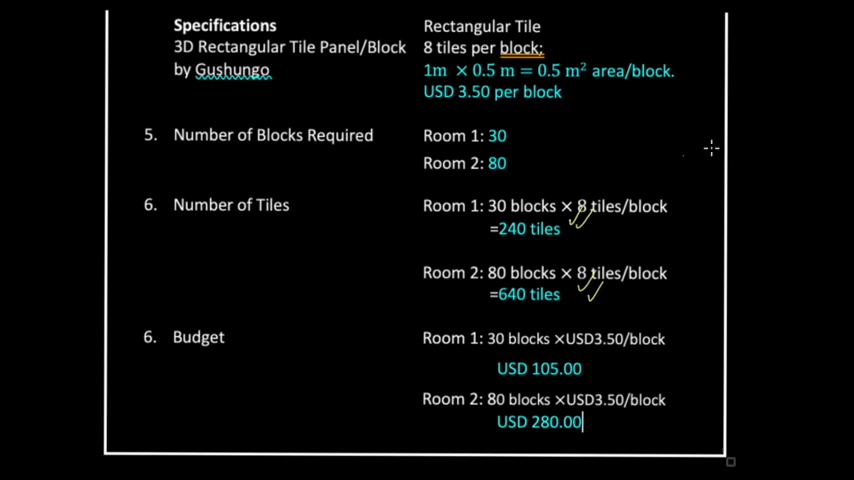 Specifications
Rectangular Tile
3D Rectangular Tile Panel/Block
8 tiles per block;
by Gushungo
1m × 0.5 m = 0.5 m² area/block.
USD 3.50 per block
5. Number of Blocks Required
Room 1: 30
Room 2: 80
6. Number of Tiles
Room 1: 30 blocks × 8 tiles/block
=240 tiles
Room 2: 80 blocks × 8 tiles/block
=640 tiles
6. Budget
Room 1: 30 blocks ×USD3.50/block
USD 105.00
Room 2: 80 blocks ×USD3.50/block
USD 280.00